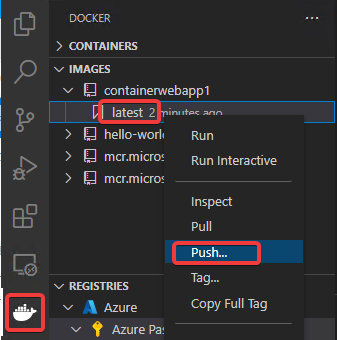 DOCKER
CONTAINERS
IMAGES
containerwebapp1
latest 2 minutes ago
hello-world
mcr.micros
mcr.micros
Run
Run Interactive
Inspect
Pull
Push...
Tag...
Copy Full Tag
REGISTRIES
Azure
Azure Pas